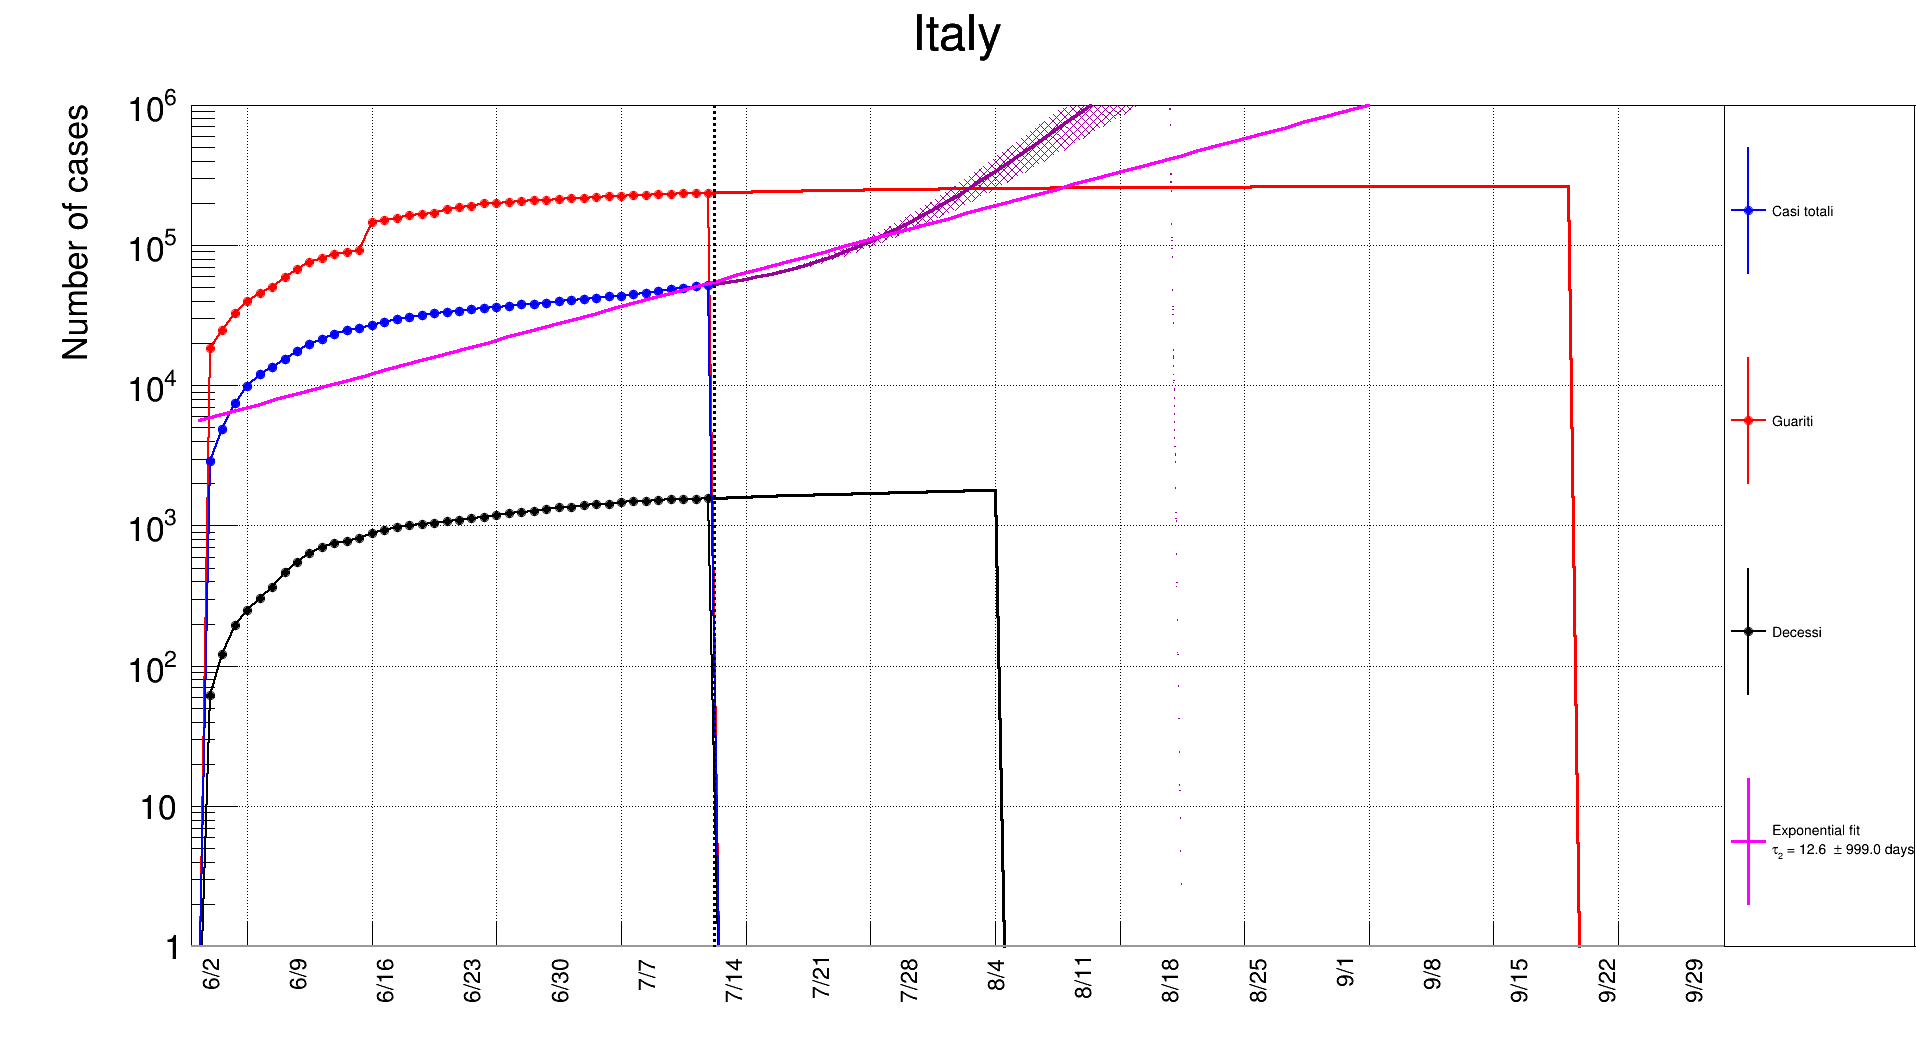 Italy
Number of cases
10^6
10^5
10^4
10^3
10^2
10
1
6/2 6/9 6/16 6/23 6/30 7/7 7/14 7/21 7/28 8/4 8/11 8/18 8/25 9/1 9/8 9/15 9/22 9/29
Casi totali
Guariti
Decessi
Exponential fit
τ₂ = 12.6 ± 999.0 days